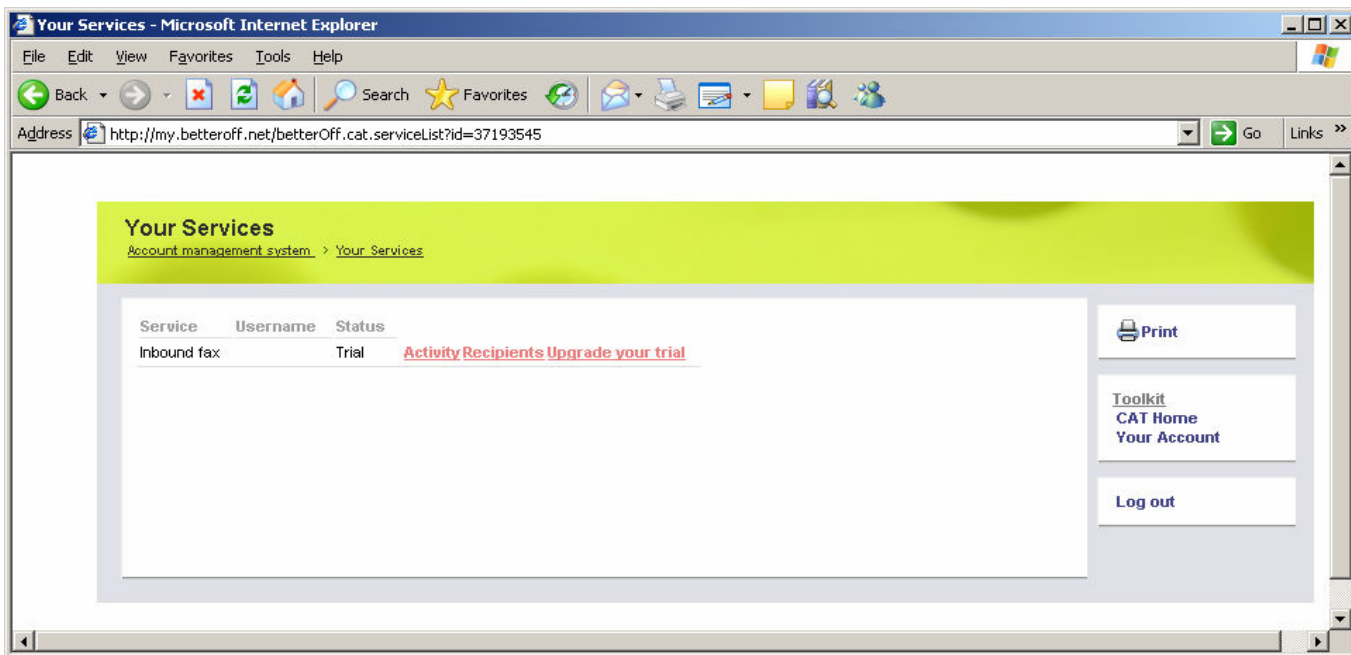 Your Services - Microsoft Internet Explorer
File Edit View Favorites Tools Help
Back Search Favorites
Address http://my.betteroff.net/betterOff.cat.serviceList?id=37193545 Go Links »
Your Services
Account management system > Your Services
Service Username Status
Inbound fax Trial Activity Recipients Upgrade your trial
Print
Toolkit
CAT Home
Your Account
Log out